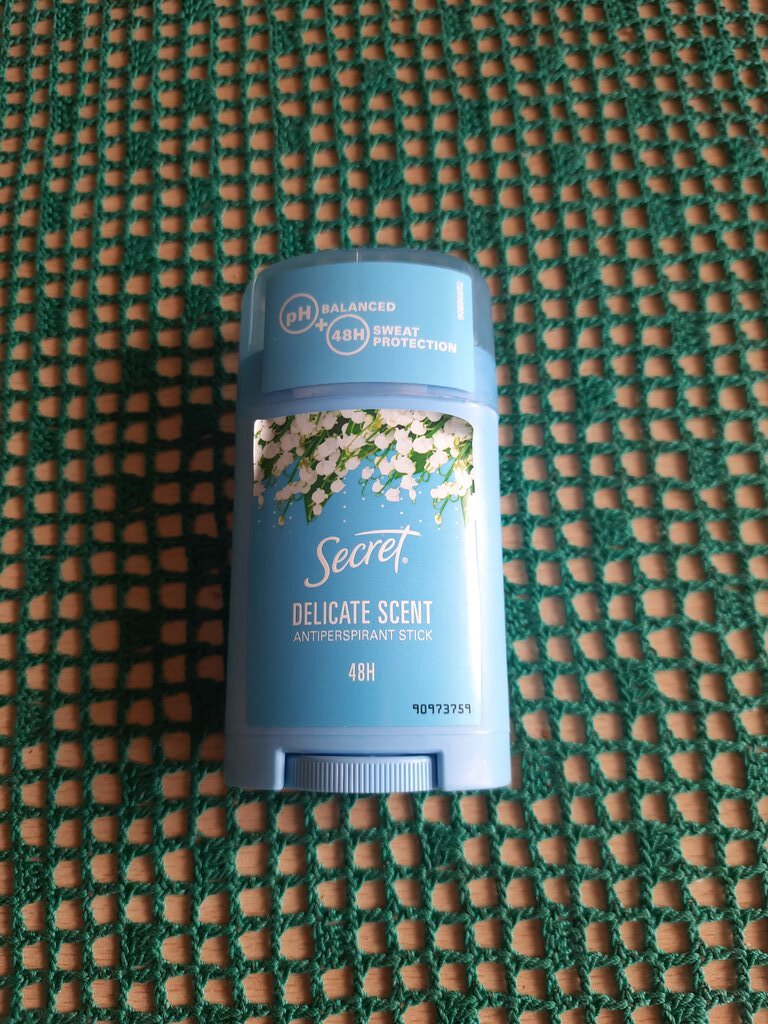 pH BALANCED
+
48H SWEAT
PROTECTION
Secret®
DELICATE SCENT
ANTIPERSPIRANT STICK
48H
90973759